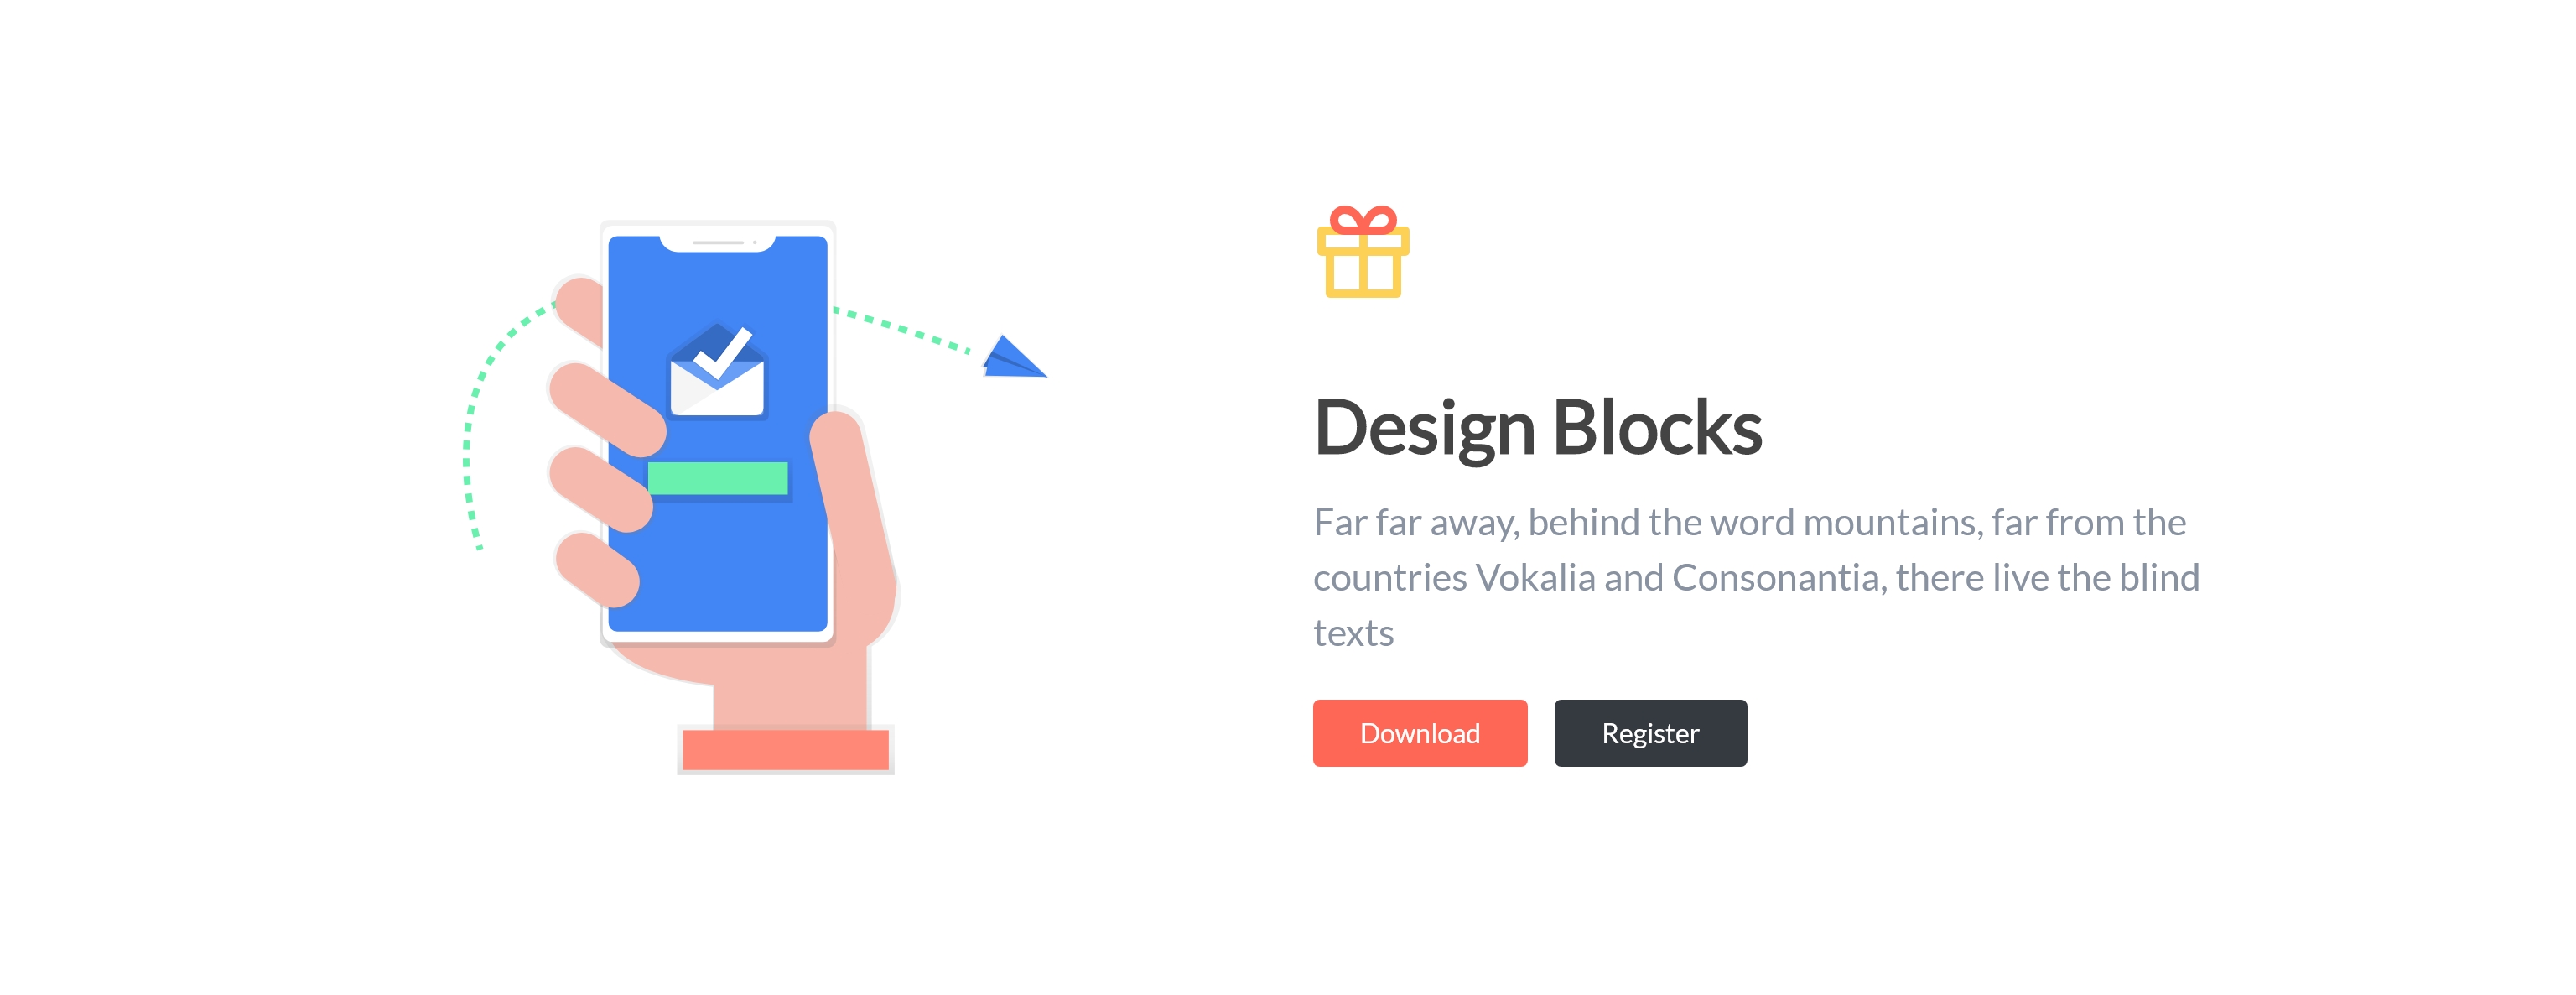 Design Blocks
Far far away, behind the word mountains, far from the
countries Vokalia and Consonantia, there live the blind
texts
Download
Register